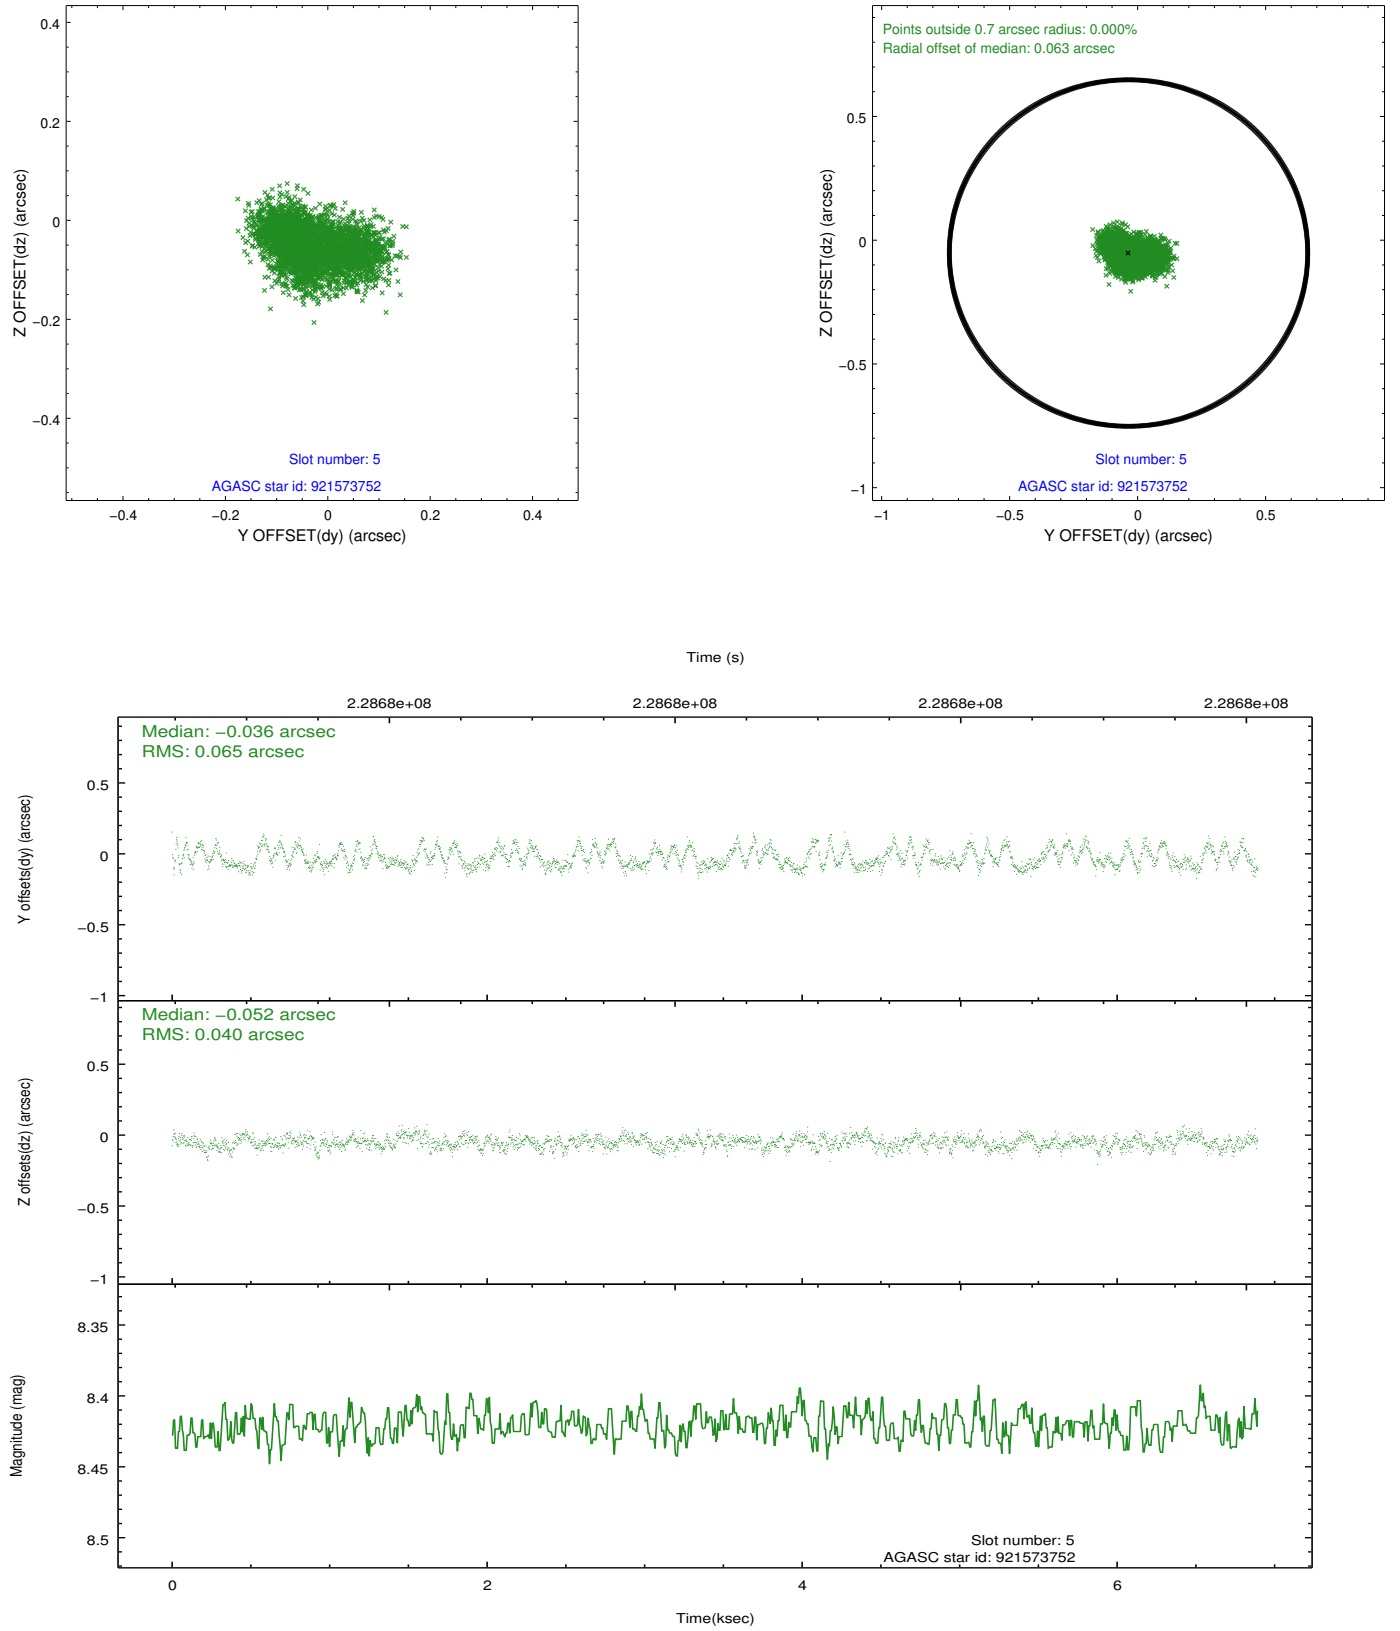 0.4
0.2
0
−0.2
−0.4
Z OFFSET(dz) (arcsec)
Slot number: 5
AGASC star id: 921573752
−0.4 −0.2 0 0.2 0.4
Y OFFSET(dy) (arcsec)
Points outside 0.7 arcsec radius: 0.000%
Radial offset of median: 0.063 arcsec
0.5
0
−0.5
−1
Z OFFSET(dz) (arcsec)
Slot number: 5
AGASC star id: 921573752
−1 −0.5 0 0.5
Y OFFSET(dy) (arcsec)
Time (s)
2.2868e+08 2.2868e+08 2.2868e+08 2.2868e+08
Median: −0.036 arcsec
RMS: 0.065 arcsec
0.5
0
−0.5
−1
Y offsets(dy) (arcsec)
Median: −0.052 arcsec
RMS: 0.040 arcsec
0.5
0
−0.5
−1
Z offsets(dz) (arcsec)
8.35
8.4
8.45
8.5
Magnitude (mag)
Slot number: 5
AGASC star id: 921573752
0 2 4 6
Time(ksec)